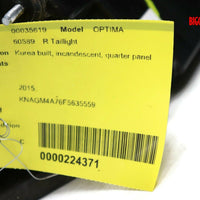 00035619 Model OPTIMA
60589 R Taillight
Korea built, incandescent, quarter panel
2015
KNAGM4A76F5635559
C
0000224371